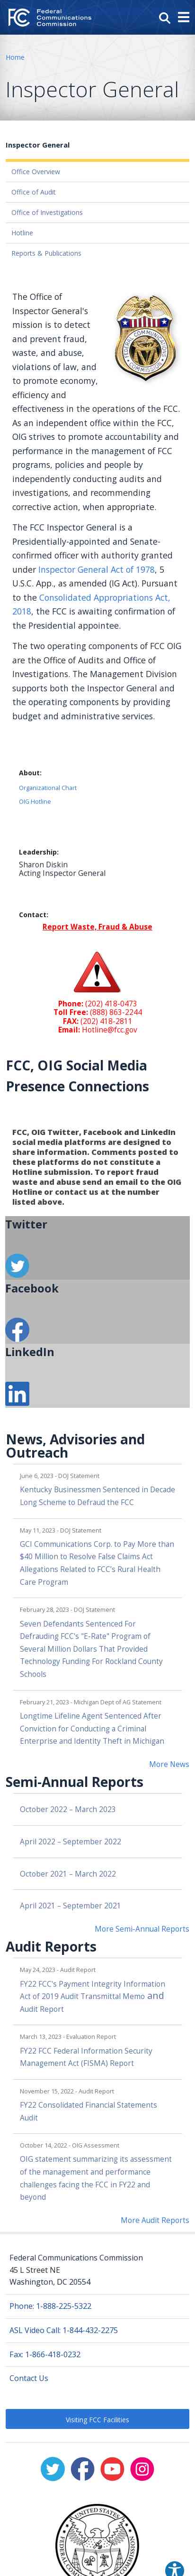 Federal
Communications
Commission
Home
Inspector General
Inspector General
Office Overview
Office of Audit
Office of Investigations
Hotline
Reports & Publications
The Office of
Inspector General's
mission is to detect
and prevent fraud,
waste, and abuse,
violations of law, and
to promote economy,
efficiency and
effectiveness in the operations of the FCC.
As an independent office within the FCC,
OIG strives to promote accountability and
performance in the management of FCC
programs, policies and people by
independently conducting audits and
investigations, and recommending
corrective action, when appropriate.
The FCC Inspector General is a
Presidentially-appointed and Senate-
confirmed officer with authority granted
under Inspector General Act of 1978, 5
U.S.C. App., as amended (IG Act). Pursuant
to the Consolidated Appropriations Act,
2018, the FCC is awaiting confirmation of
the Presidential appointee.
The two operating components of FCC OIG
are the Office of Audits and Office of
Investigations. The Management Division
supports both the Inspector General and
the operating components by providing
budget and administrative services.
About:
Organizational Chart
OIG Hotline
Leadership:
Sharon Diskin
Acting Inspector General
Contact:
Report Waste, Fraud & Abuse
Phone: (202) 418-0473
Toll Free: (888) 863-2244
FAX: (202) 418-2811
Email: Hotline@fcc.gov
FCC, OIG Social Media
Presence Connections
FCC, OIG Twitter, Facebook and LinkedIn
social media platforms are designed to
share information. Comments posted to
these platforms do not constitute a
Hotline submission. To report fraud
waste and abuse send an email to the OIG
Hotline or contact us at the number
listed above.
Twitter
Facebook
LinkedIn
News, Advisories and
Outreach
June 6, 2023 - DOJ Statement
Kentucky Businessmen Sentenced in Decade
Long Scheme to Defraud the FCC
May 11, 2023 - DOJ Statement
GCI Communications Corp. to Pay More than
$40 Million to Resolve False Claims Act
Allegations Related to FCC's Rural Health
Care Program
February 28, 2023 - DOJ Statement
Seven Defendants Sentenced For
Defrauding FCC's "E-Rate" Program of
Several Million Dollars That Provided
Technology Funding For Rockland County
Schools
February 21, 2023 - Michigan Dept of AG Statement
Longtime Lifeline Agent Sentenced After
Conviction for Conducting a Criminal
Enterprise and Identity Theft in Michigan
More News
Semi-Annual Reports
October 2022 – March 2023
April 2022 – September 2022
October 2021 – March 2022
April 2021 – September 2021
More Semi-Annual Reports
Audit Reports
May 24, 2023 - Audit Report
FY22 FCC's Payment Integrity Information
Act of 2019 Audit Transmittal Memo and
Audit Report
March 13, 2023 - Evaluation Report
FY22 FCC Federal Information Security
Management Act (FISMA) Report
November 15, 2022 - Audit Report
FY22 Consolidated Financial Statements
Audit
October 14, 2022 - OIG Assessment
OIG statement summarizing its assessment
of the management and performance
challenges facing the FCC in FY22 and
beyond
More Audit Reports
Federal Communications Commission
45 L Street NE
Washington, DC 20554
Phone: 1-888-225-5322
ASL Video Call: 1-844-432-2275
Fax: 1-866-418-0232
Contact Us
Visiting FCC Facilities